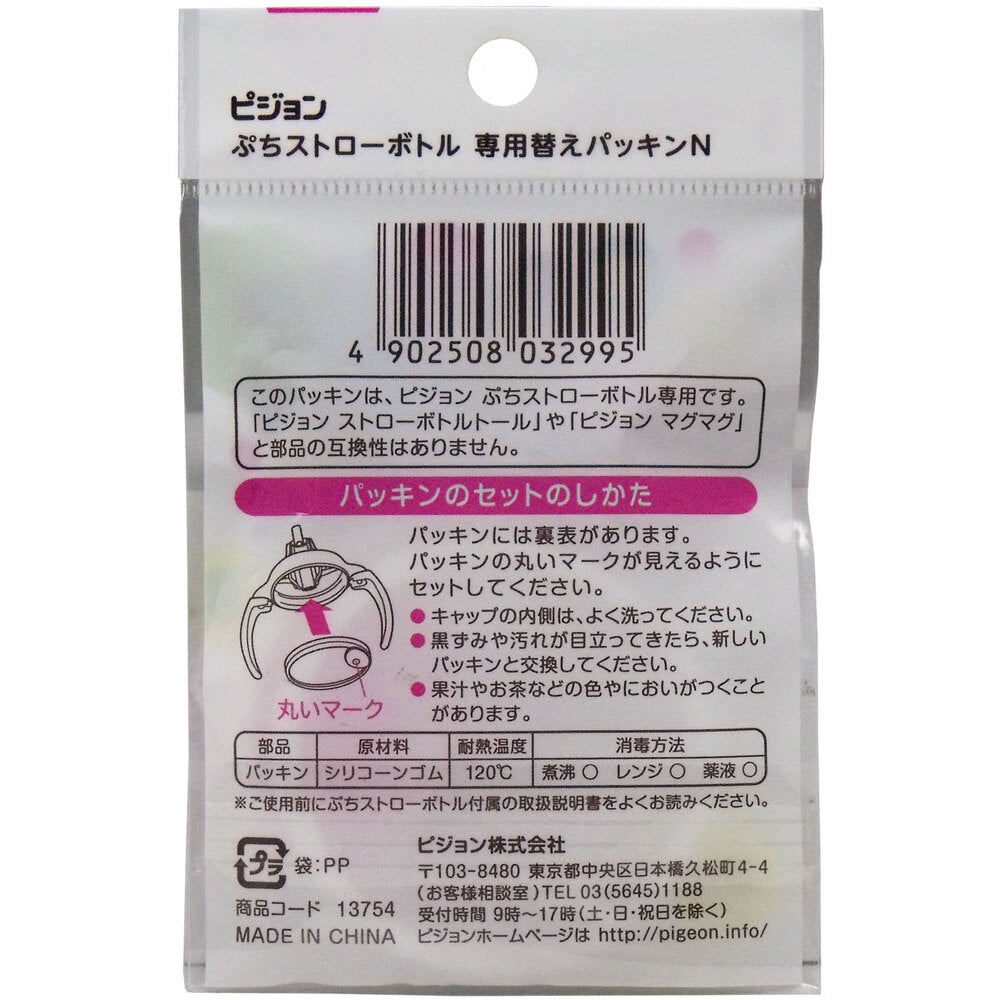 ピジョン
ぷちストローボトル 専用替えパッキンN
4 902508 032995
このパッキンは、ピジョン ぷちストローボトル専用です。
「ピジョン ストローボトルトール」や「ピジョン マグマグ」
と部品の互換性はありません。
パッキンのセットのしかた
パッキンには裏表があります。
パッキンの丸いマークが見えるように
セットしてください。
●キャップの内側は、よく洗ってください。
●黒ずみや汚れが目立ってきたら、新しい
パッキンと交換してください。
●果汁やお茶などの色やにおいがつくこと
があります。
丸いマーク
部品 原材料 耐熱温度 消毒方法
パッキン シリコーンゴム 120℃ 煮沸 ○ レンジ ○ 薬液 ○
※ご使用前にぷちストローボトル付属の取扱説明書をよくお読みください。
プラ 袋:PP
商品コード 13754
MADE IN CHINA
ピジョン株式会社
〒103-8480 東京都中央区日本橋久松町4-4
(お客様相談室)TEL 03(5645)1188
受付時間 9時〜17時(土・日・祝日を除く)
ピジョンホームページは http://pigeon.info/